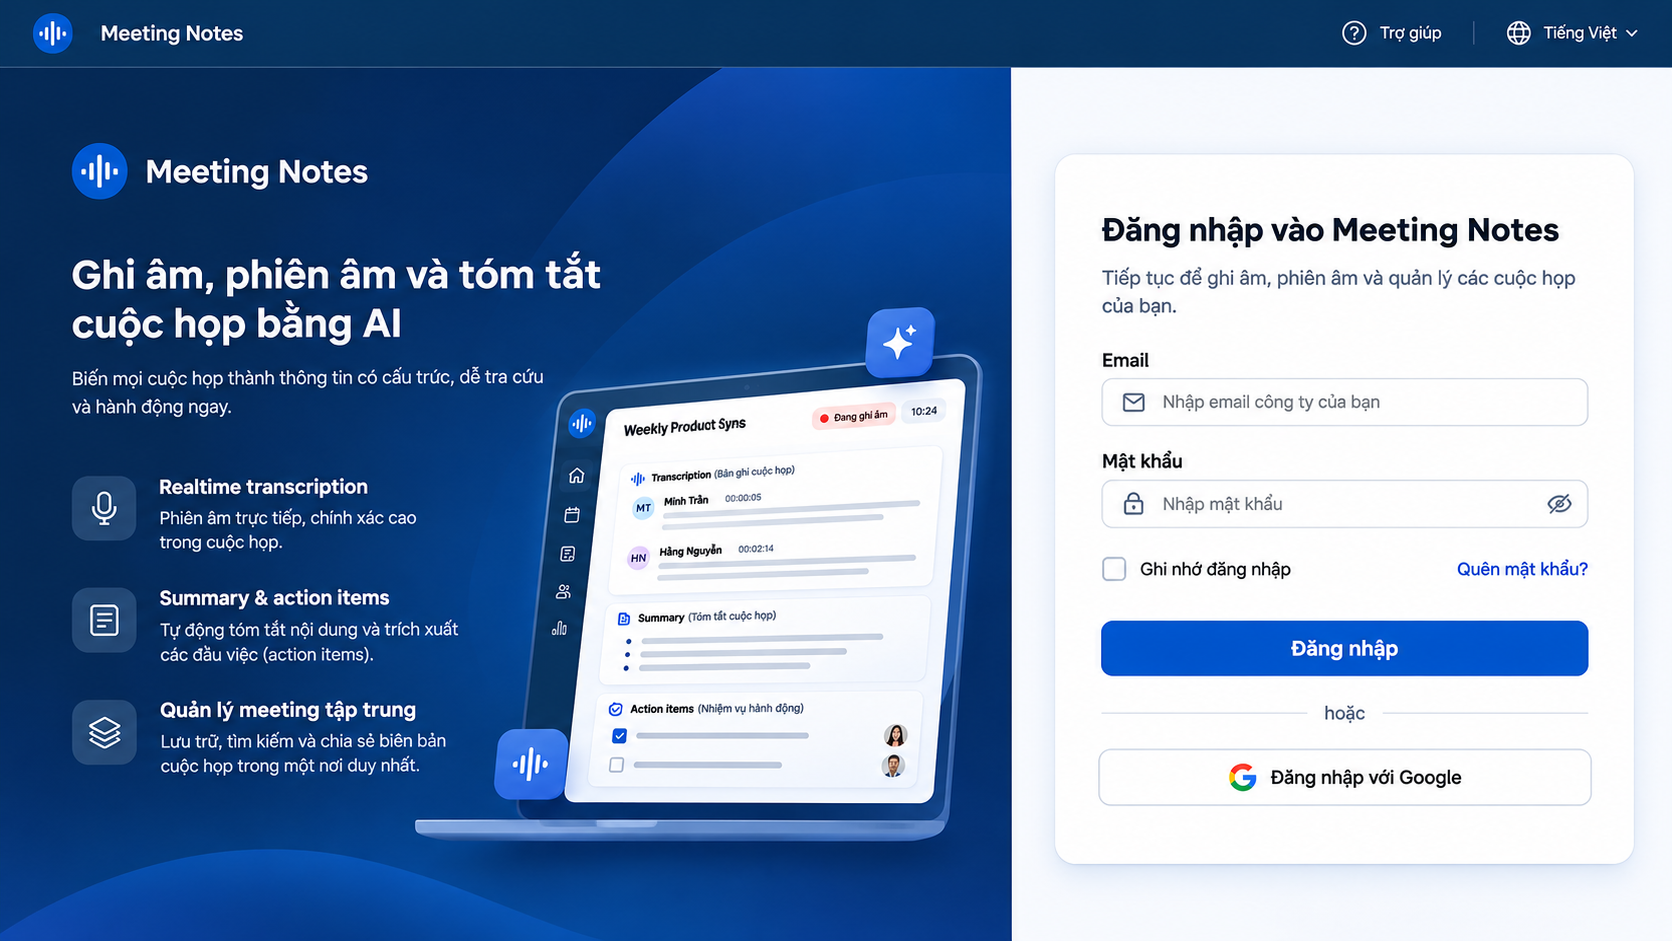 Meeting Notes
Trợ giúp
Tiếng Việt
Meeting Notes
Ghi âm, phiên âm và tóm tắt
cuộc họp bằng AI
Biến mọi cuộc họp thành thông tin có cấu trúc, dễ tra cứu
và hành động ngay.
Realtime transcription
Phiên âm trực tiếp, chính xác cao
trong cuộc họp.
Summary & action items
Tự động tóm tắt nội dung và trích xuất
các đầu việc (action items).
Quản lý meeting tập trung
Lưu trữ, tìm kiếm và chia sẻ biên bản
cuộc họp trong một nơi duy nhất.
Weekly Product Syns
Đang ghi âm
10:24
Transcription (Bản ghi cuộc họp)
MT
Minh Trần
00:00:05
HN
Hằng Nguyễn
00:02:14
Summary (Tóm tắt cuộc họp)
Action items (Nhiệm vụ hành động)
Đăng nhập vào Meeting Notes
Tiếp tục để ghi âm, phiên âm và quản lý các cuộc họp
của bạn.
Email
Nhập email công ty của bạn
Mật khẩu
Nhập mật khẩu
Ghi nhớ đăng nhập
Quên mật khẩu?
Đăng nhập
hoặc
Đăng nhập với Google